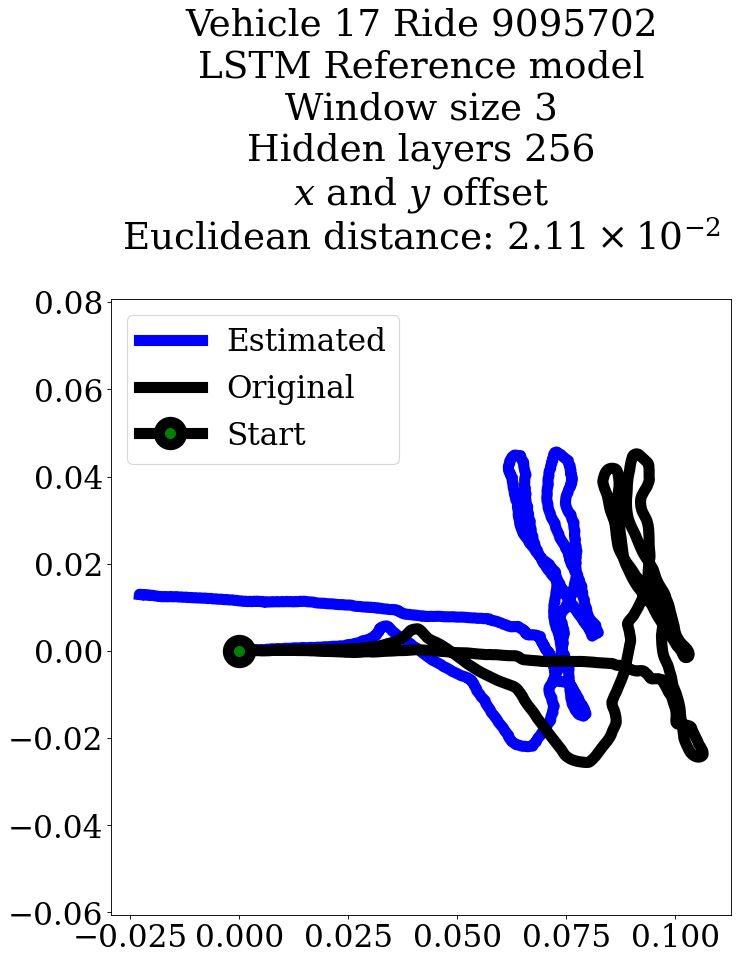 Vehicle 17 Ride 9095702
LSTM Reference model
Window size 3
Hidden layers 256
x and y offset
Euclidean distance: 2.11 × 10⁻²
0.08
0.06
0.04
0.02
0.00
−0.02
−0.04
−0.06
Estimated
Original
Start
−0.025 0.000 0.025 0.050 0.075 0.100